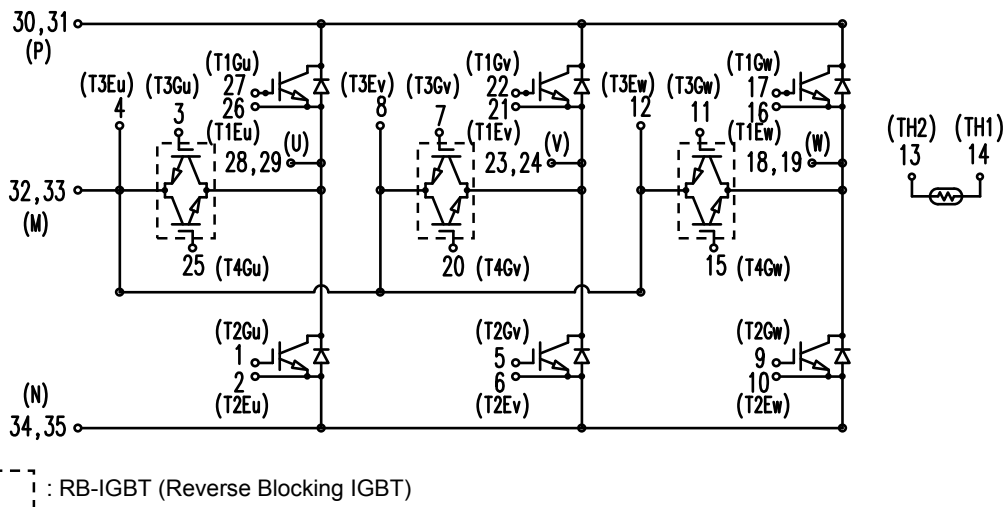 30,31
(P)
(T3Eu)
4
(T3Gu)
3
(T1Gu)
27
26
(T1Eu)
(U)
28,29
(T3Ev)
8
(T3Gv)
7
(T1Gv)
22
21
(T1Ev)
(V)
23,24
(T3Ew)
12
(T3Gw)
11
(T1Gw)
17
16
(T1Ew)
(W)
18,19
(TH2)
13
(TH1)
14
32,33
(M)
25 (T4Gu)
20 (T4Gv)
15 (T4Gw)
(T2Gu)
1
2
(T2Eu)
(T2Gv)
5
6
(T2Ev)
(T2Gw)
9
10
(T2Ew)
(N)
34,35
: RB-IGBT (Reverse Blocking IGBT)